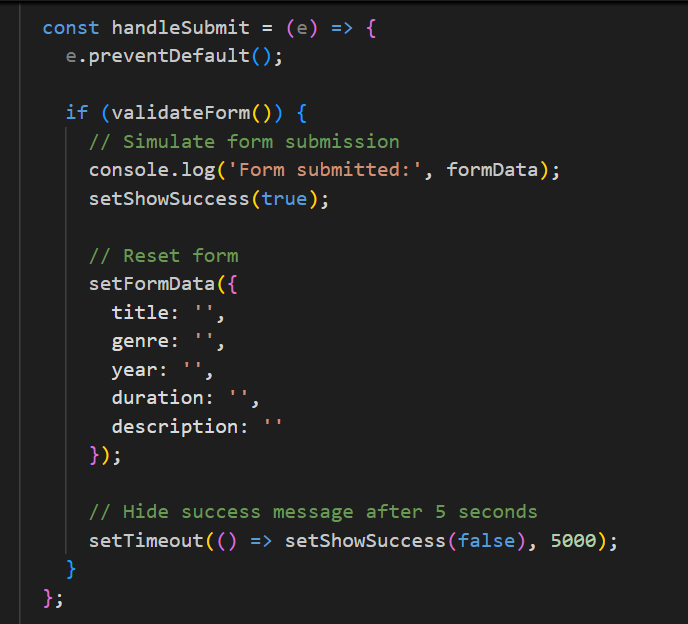 const handleSubmit = (e) => {
  e.preventDefault();

  if (validateForm()) {
    // Simulate form submission
    console.log('Form submitted:', formData);
    setShowSuccess(true);

    // Reset form
    setFormData({
      title: '',
      genre: '',
      year: '',
      duration: '',
      description: ''
    });

    // Hide success message after 5 seconds
    setTimeout(() => setShowSuccess(false), 5000);
  }
};